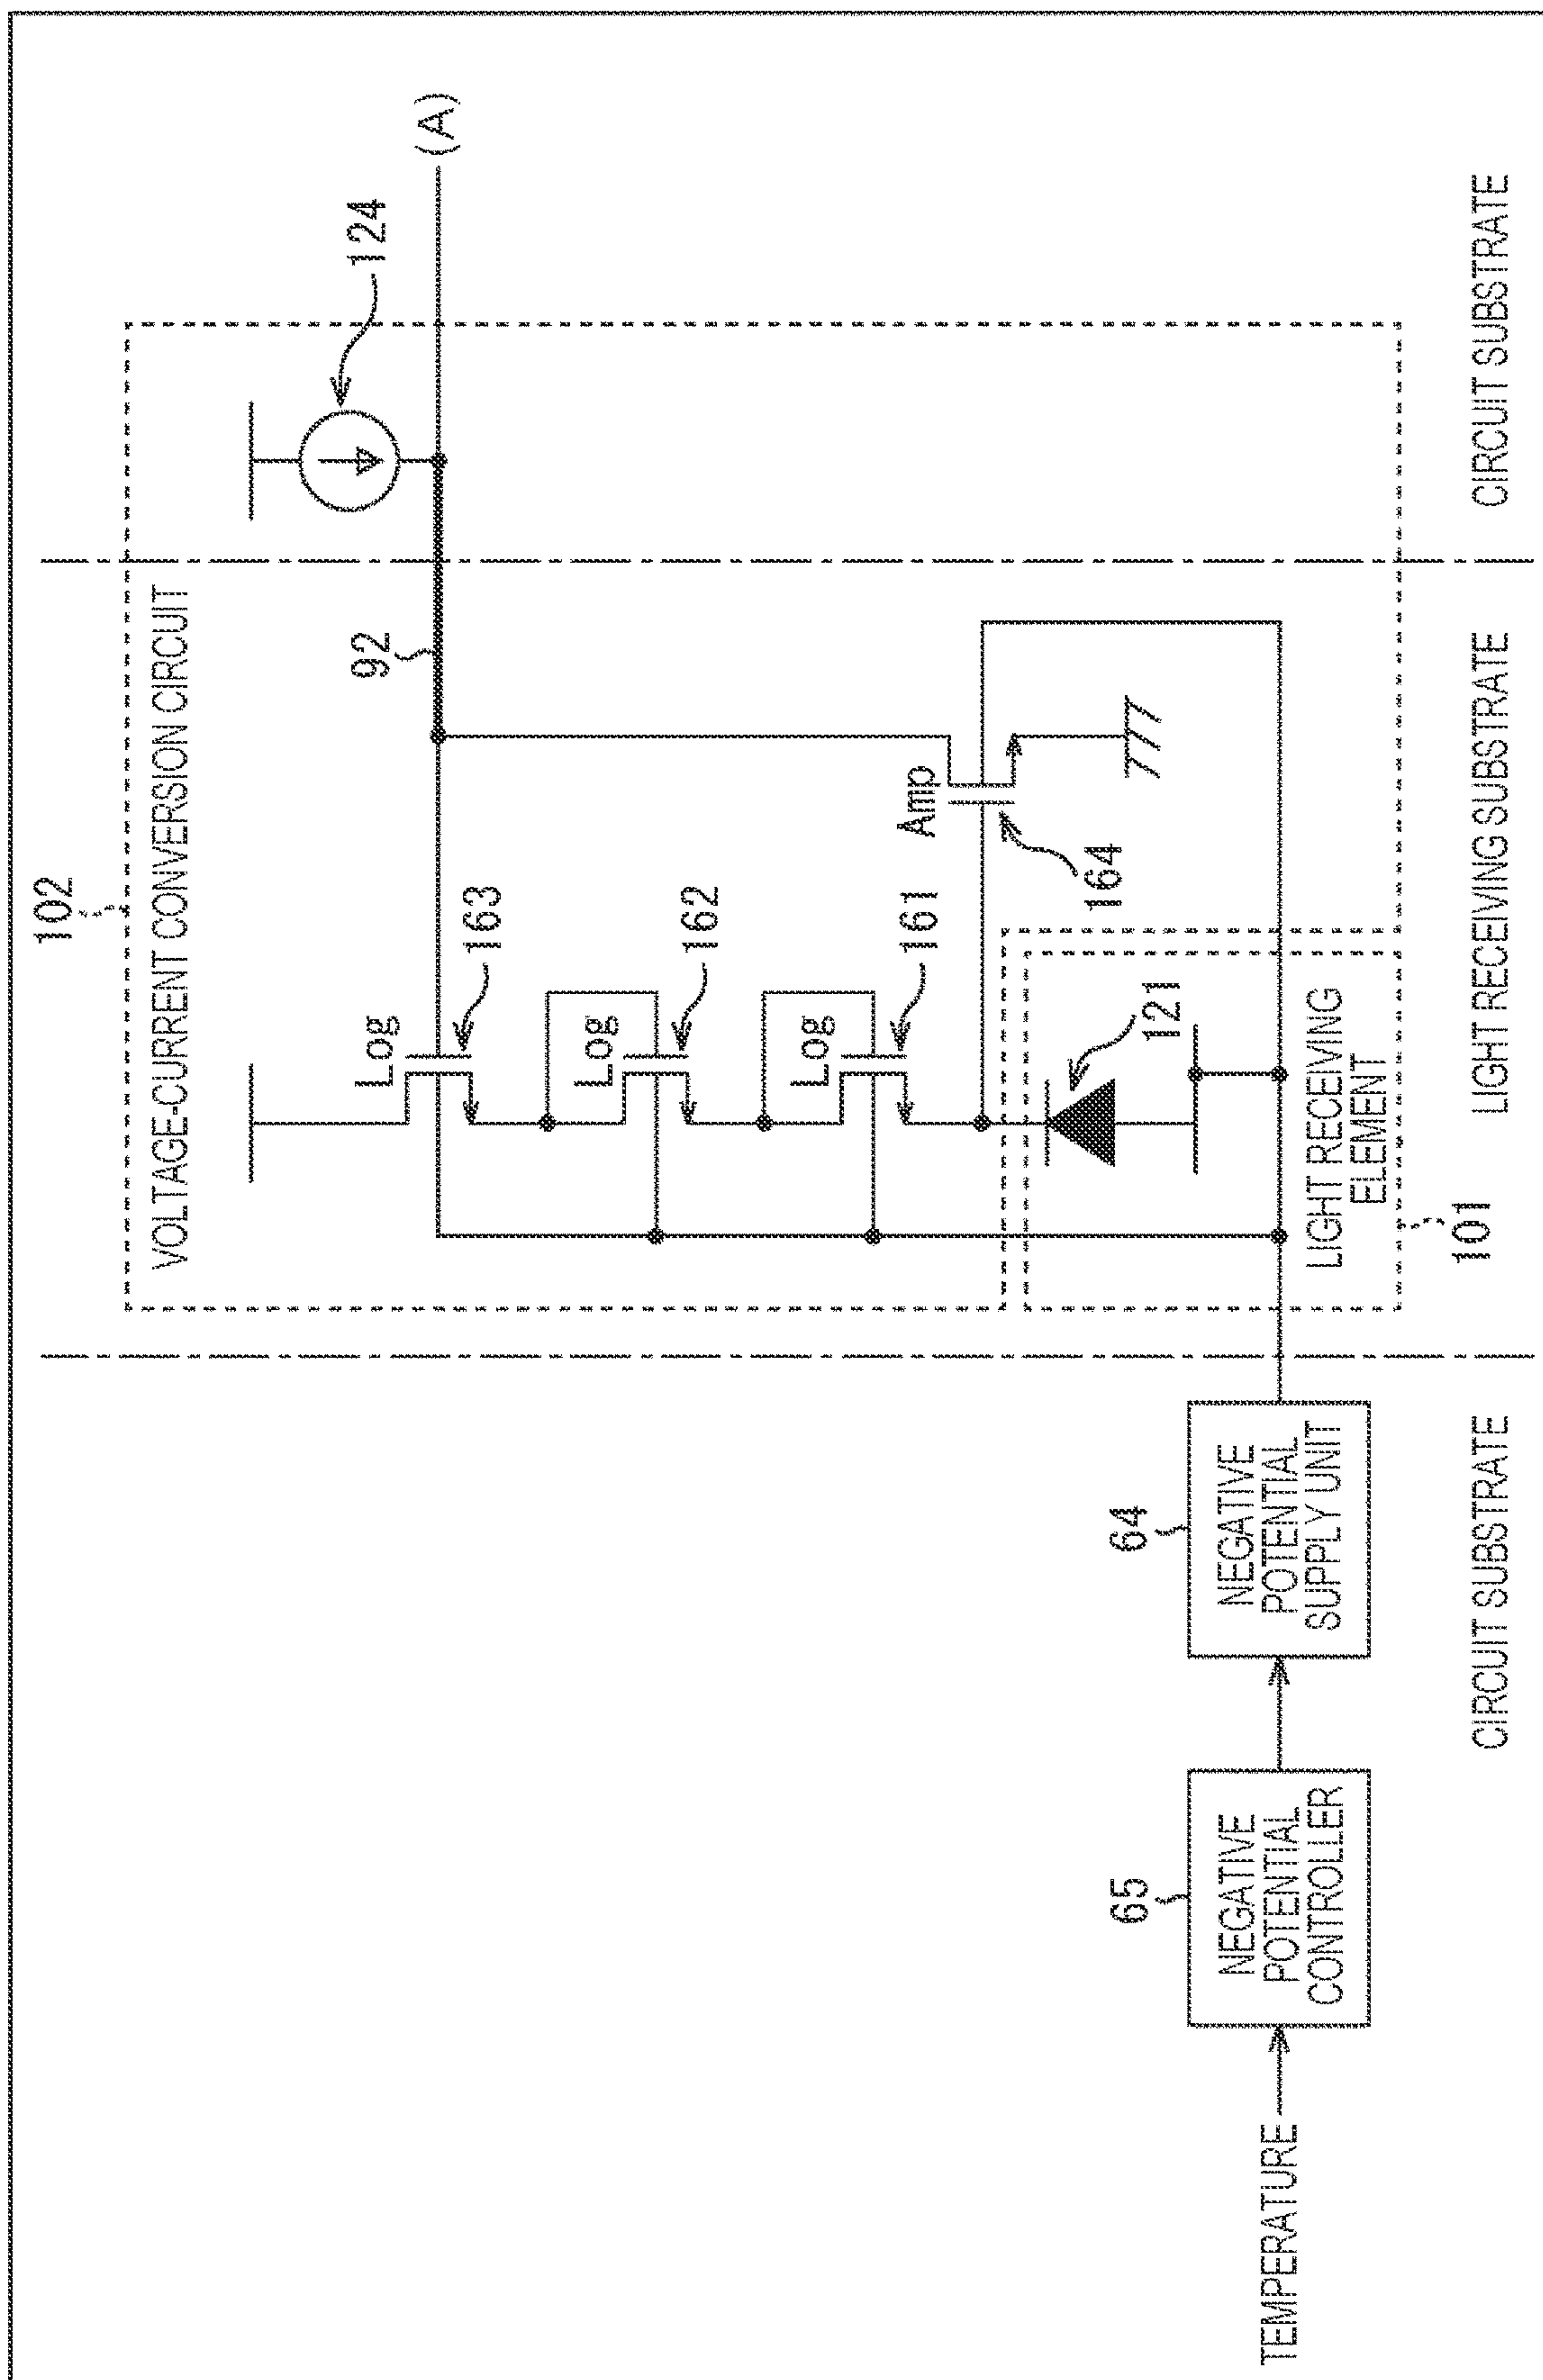 102
VOLTAGE-CURRENT CONVERSION CIRCUIT
124
(A)
92
Log
163
Log
162
Log
161
Amp
164
121
LIGHT RECEIVING
ELEMENT
101
64
NEGATIVE
POTENTIAL
SUPPLY UNIT
65
NEGATIVE
POTENTIAL
CONTROLLER
TEMPERATURE
CIRCUIT SUBSTRATE
LIGHT RECEIVING SUBSTRATE
CIRCUIT SUBSTRATE